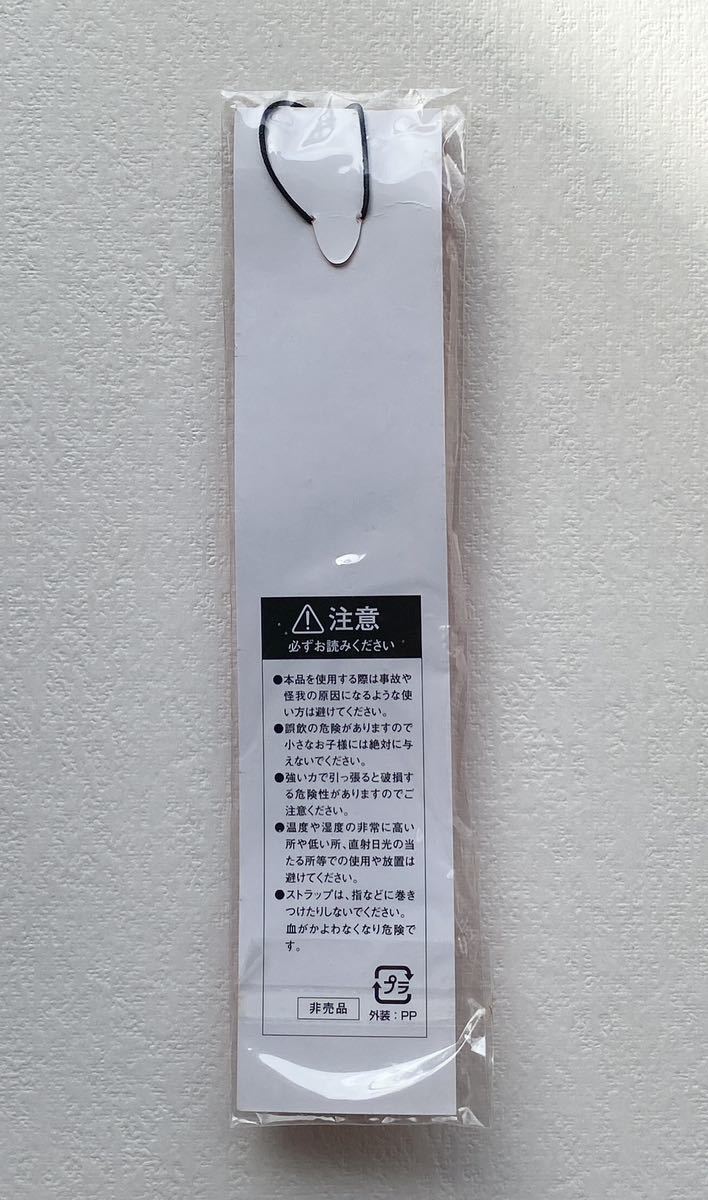 注意
必ずお読みください
●本品を使用する際は事故や
怪我の原因になるような使
い方は避けてください。
●誤飲の危険がありますので
小さなお子様には絶対に与
えないでください。
●強い力で引っ張ると破損す
る危険性がありますのでご
注意ください。
●温度や湿度の非常に高い
所や低い所、直射日光の当
たる所等での使用や放置は
避けてください。
●ストラップは、指などに巻き
つけたりしないでください。
血がかよわなくなり危険で
す。
プラ
非売品
外装：PP